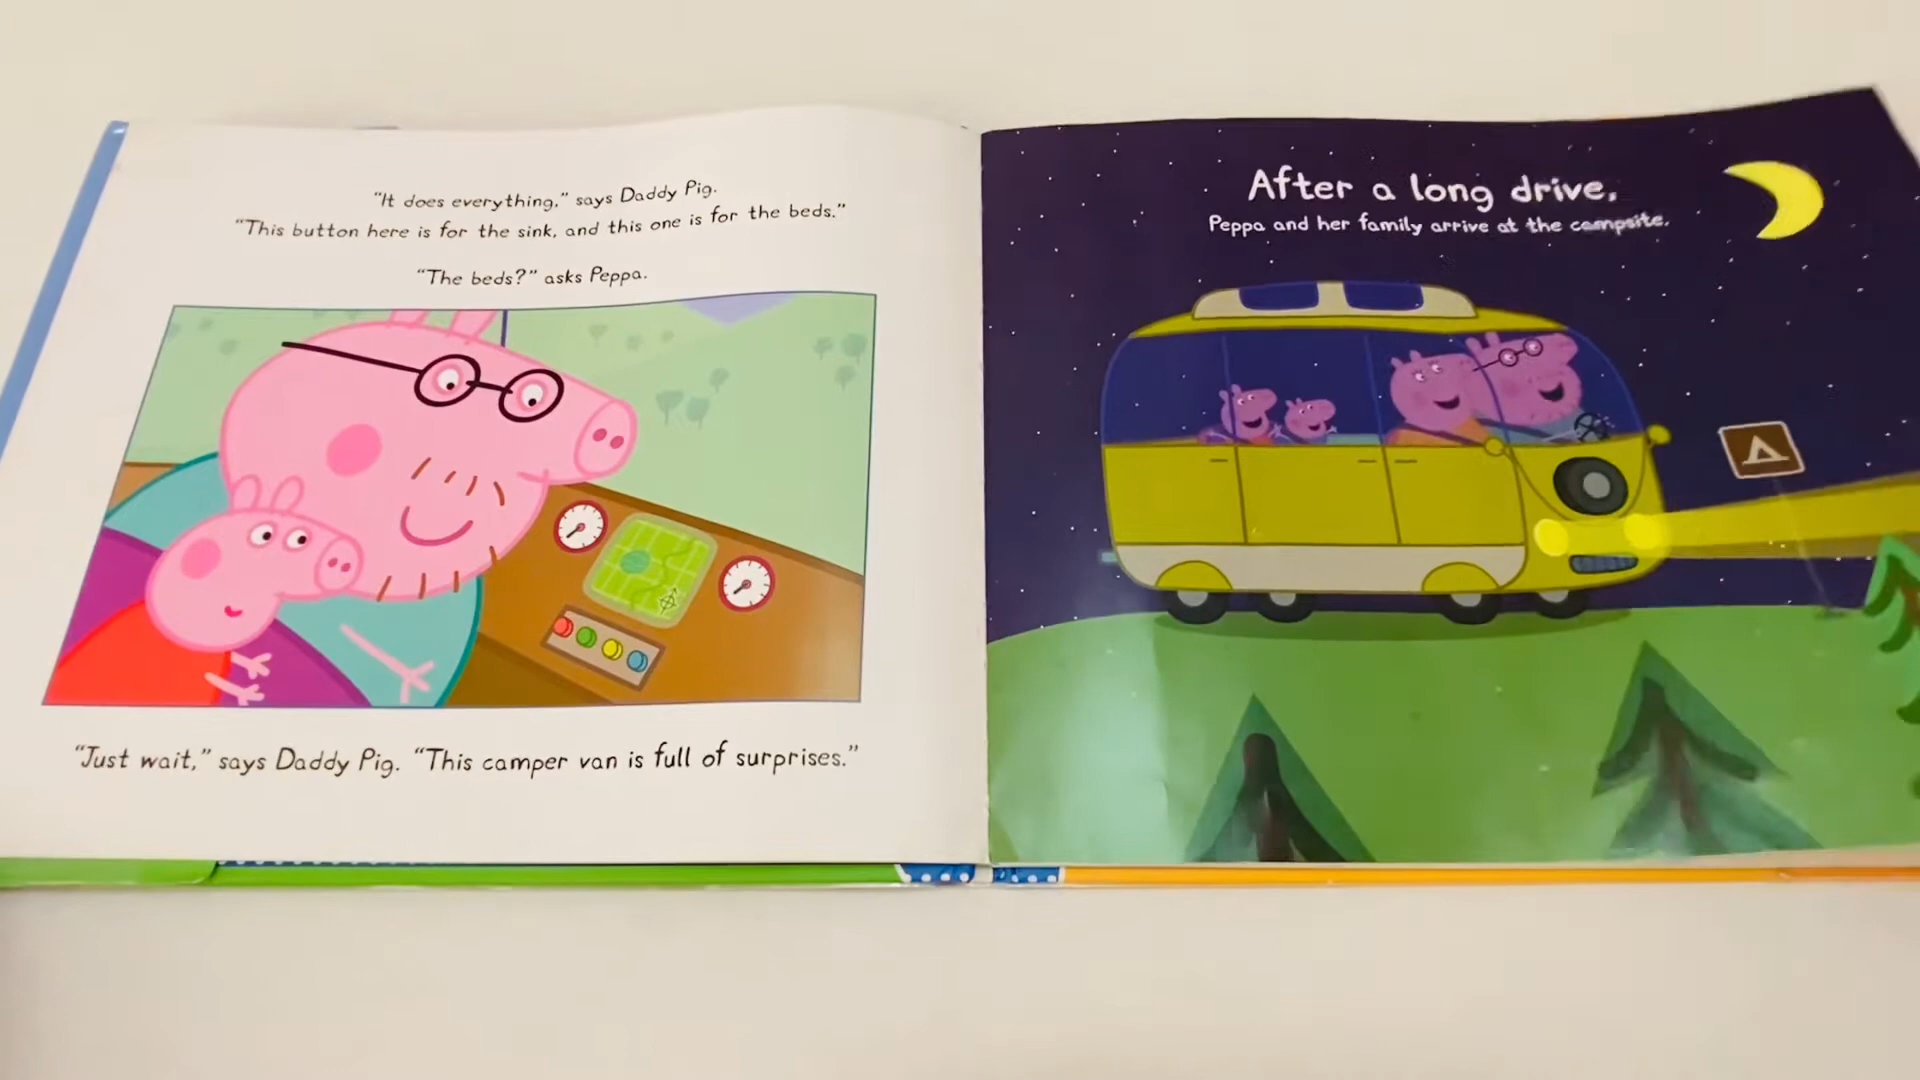 “It does everything,” says Daddy Pig.
“This button here is for the sink, and this one is for the beds.”
“The beds?” asks Peppa.
“Just wait,” says Daddy Pig. “This camper van is full of surprises.”
After a long drive,
Peppa and her family arrive at the campsite.